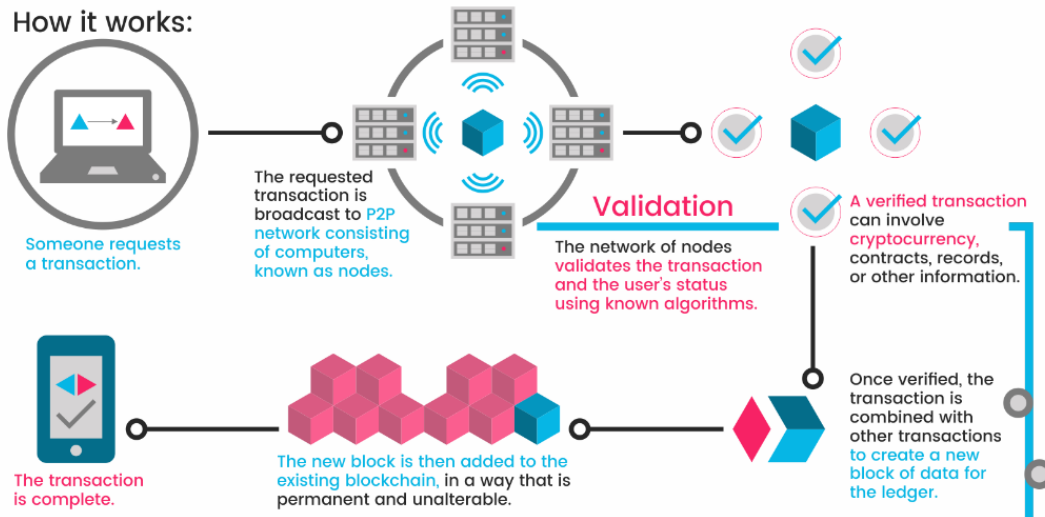 How it works:
Someone requests
a transaction.
The requested
transaction is
broadcast to P2P
network consisting
of computers,
known as nodes.
Validation
The network of nodes
validates the transaction
and the user's status
using known algorithms.
A verified transaction
can involve
cryptocurrency,
contracts, records,
or other information.
Once verified, the
transaction is
combined with
other transactions
to create a new
block of data for
the ledger.
The new block is then added to the
existing blockchain, in a way that is
permanent and unalterable.
The transaction
is complete.